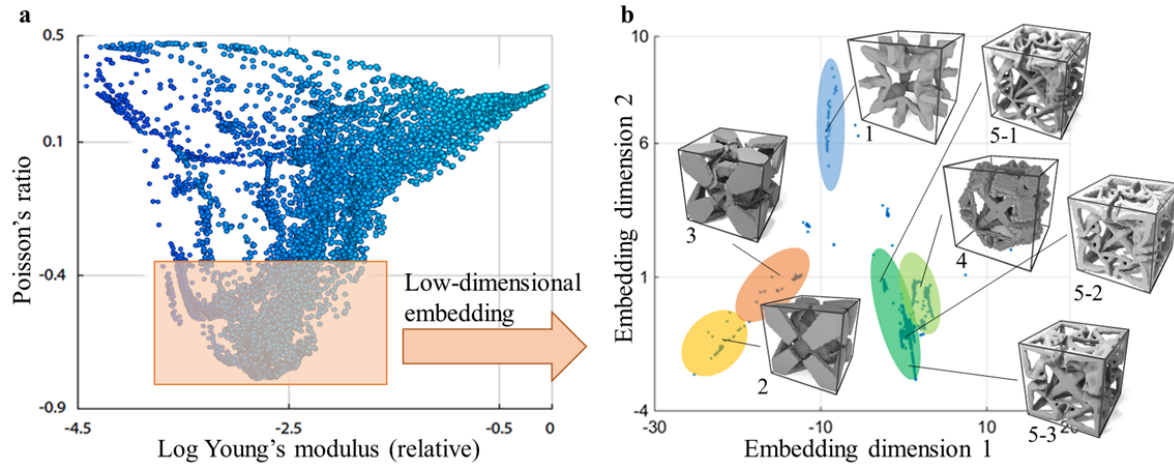 a
Poisson's ratio
0.5
0.1
-0.4
-0.9
-4.5
-2.5
-0.5
0
Log Young's modulus (relative)
Low-dimensional
embedding
b
Embedding dimension 2
10
6
1
-4
-30
-10
10
20
Embedding dimension 1
1
5-1
3
4
5-2
2
5-3